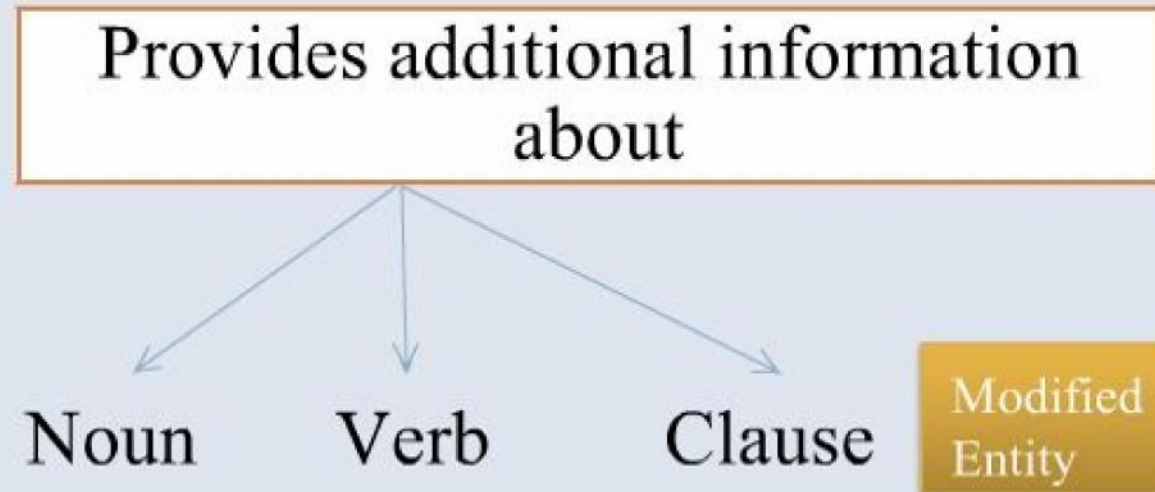 Provides additional information
about
Noun Verb Clause
Modified
Entity